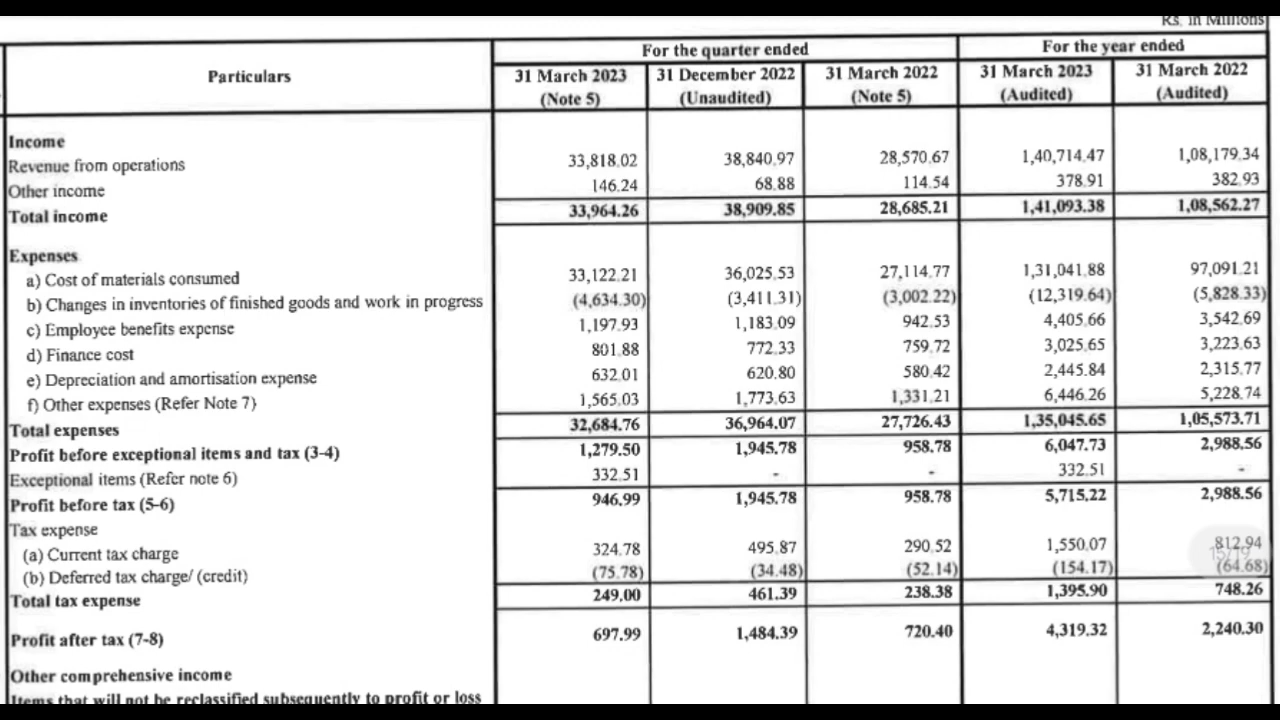 Rs. in Millions
Particulars For the quarter ended For the year ended
31 March 2023 31 December 2022 31 March 2022 31 March 2023 31 March 2022
(Note 5) (Unaudited) (Note 5) (Audited) (Audited)
Income
Revenue from operations 33,818.02 38,840.97 28,570.67 1,40,714.47 1,08,179.34
Other income 146.24 68.88 114.54 378.91 382.93
Total income 33,964.26 38,909.85 28,685.21 1,41,093.38 1,08,562.27
Expenses
a) Cost of materials consumed 33,122.21 36,025.53 27,114.77 1,31,041.88 97,091.21
b) Changes in inventories of finished goods and work in progress (4,634.30) (3,411.31) (3,002.22) (12,319.64) (5,828.33)
c) Employee benefits expense 1,197.93 1,183.09 942.53 4,405.66 3,542.69
d) Finance cost 801.88 772.33 759.72 3,025.65 3,223.63
e) Depreciation and amortisation expense 632.01 620.80 580.42 2,445.84 2,315.77
f) Other expenses (Refer Note 7) 1,565.03 1,773.63 1,331.21 6,446.26 5,228.74
Total expenses 32,684.76 36,964.07 27,726.43 1,35,045.65 1,05,573.71
Profit before exceptional items and tax (3-4) 1,279.50 1,945.78 958.78 6,047.73 2,988.56
Exceptional items (Refer note 6) 332.51 - - 332.51 -
Profit before tax (5-6) 946.99 1,945.78 958.78 5,715.22 2,988.56
Tax expense
(a) Current tax charge 324.78 495.87 290.52 1,550.07 812.94
15/19
(b) Deferred tax charge/ (credit) (75.78) (34.48) (52.14) (154.17) (64.68)
Total tax expense 249.00 461.39 238.38 1,395.90 748.26
Profit after tax (7-8) 697.99 1,484.39 720.40 4,319.32 2,240.30
Other comprehensive income
Items that will not be reclassified subsequently to profit or loss